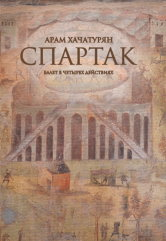 АРАМ ХАЧАТУРЯН
СПАРТАК
БАЛЕТ В ЧЕТЫРЕХ ДЕЙСТВИЯХ